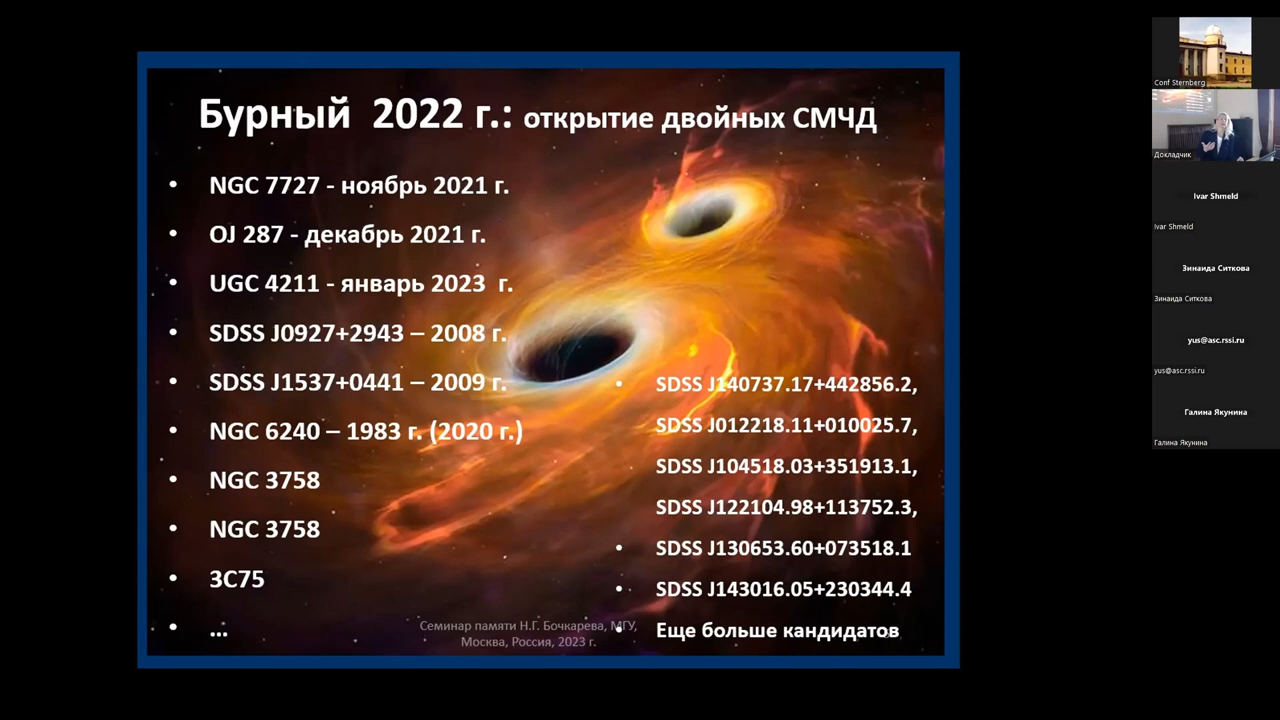 Бурный 2022 г.: открытие двойных СМЧД
• NGC 7727 - ноябрь 2021 г.
• OJ 287 - декабрь 2021 г.
• UGC 4211 - январь 2023 г.
• SDSS J0927+2943 – 2008 г.
• SDSS J1537+0441 – 2009 г.
• NGC 6240 – 1983 г. (2020 г.)
• NGC 3758
• NGC 3758
• 3C75
• ...
• SDSS J140737.17+442856.2,
SDSS J012218.11+010025.7,
SDSS J104518.03+351913.1,
SDSS J122104.98+113752.3,
• SDSS J130653.60+073518.1
• SDSS J143016.05+230344.4
• Еще больше кандидатов
Семинар памяти Н.Г. Бочкарева, МГУ,
Москва, Россия, 2023 г.
Conf Sternberg
Докладчик
Ivar Shmeld
Ivar Shmeld
Зинаида Ситкова
Зинаида Ситкова
yus@asc.rssi.ru
yus@asc.rssi.ru
Галина Якунина
Галина Якунина